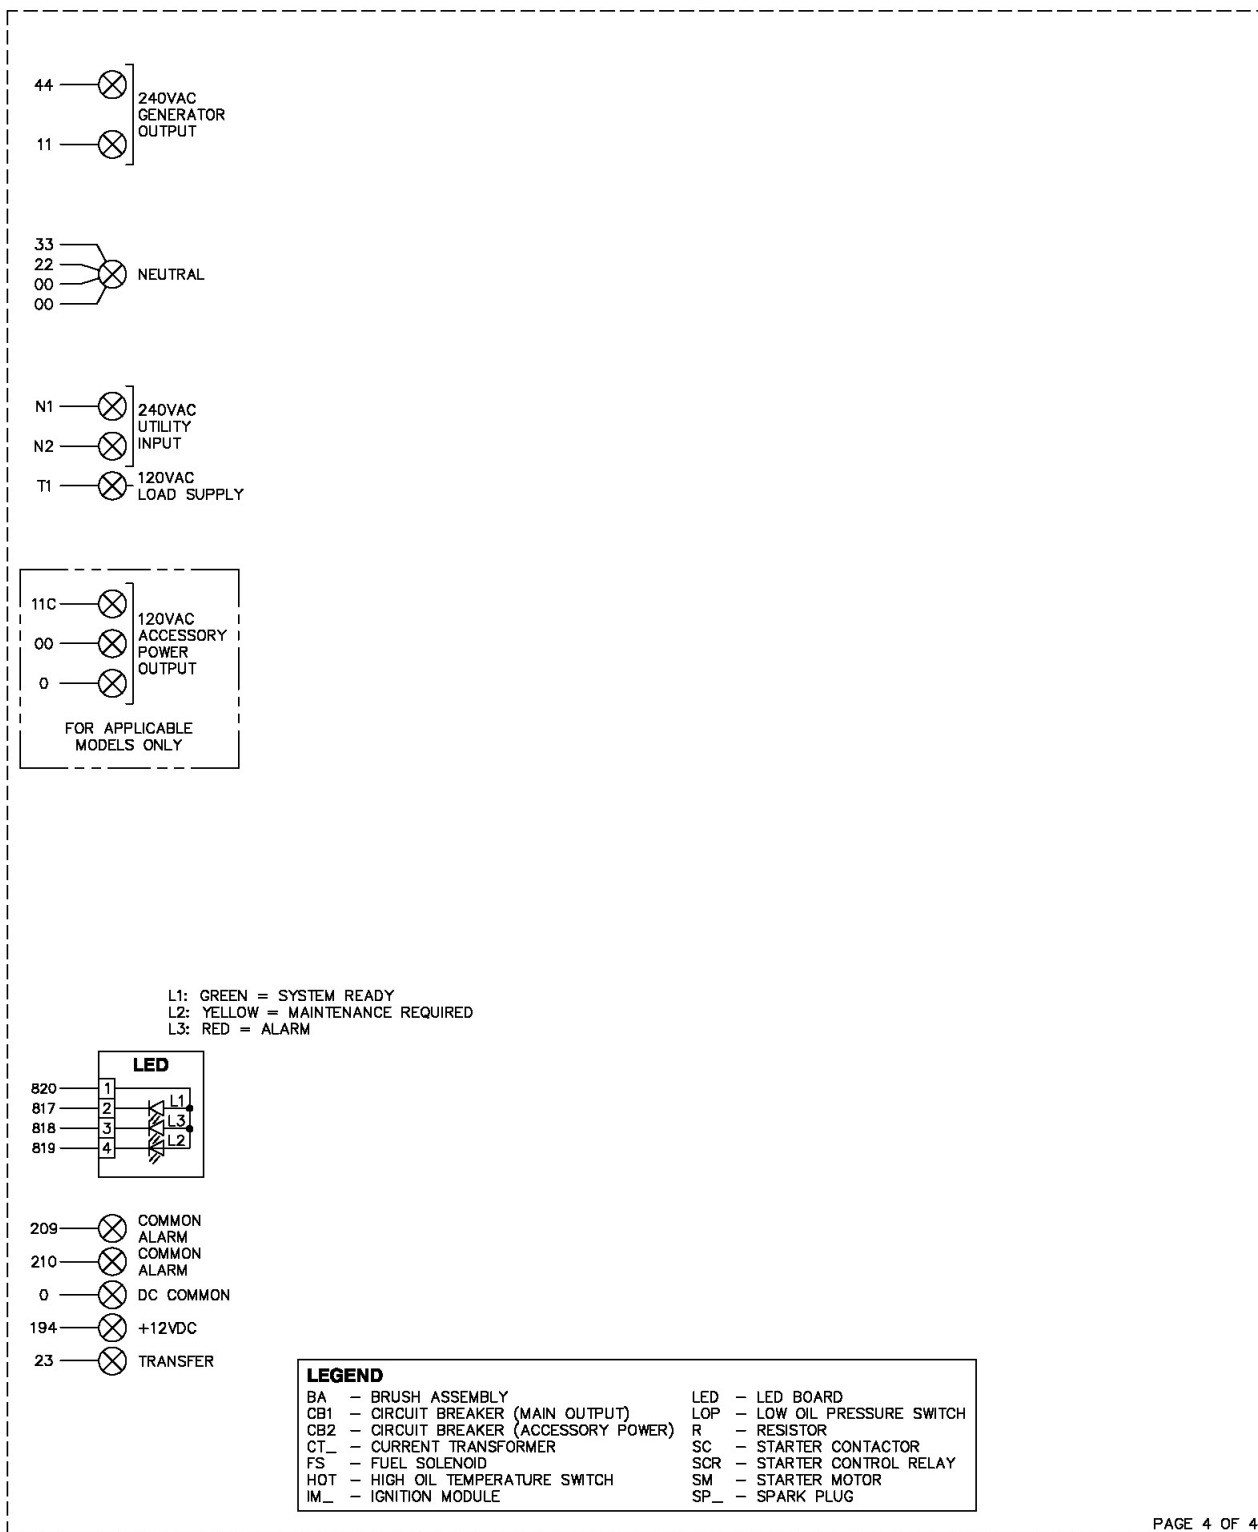 44
11
240VAC
GENERATOR
OUTPUT
33
22
00
00
NEUTRAL
N1
N2
240VAC
UTILITY
INPUT
T1
120VAC
LOAD SUPPLY
11C
00
0
120VAC
ACCESSORY
POWER
OUTPUT
FOR APPLICABLE
MODELS ONLY
L1: GREEN = SYSTEM READY
L2: YELLOW = MAINTENANCE REQUIRED
L3: RED = ALARM
LED
820 1
817 2 L1
818 3 L3
819 4 L2
209 COMMON
ALARM
210 COMMON
ALARM
0 DC COMMON
194 +12VDC
23 TRANSFER
LEGEND
BA – BRUSH ASSEMBLY
CB1 – CIRCUIT BREAKER (MAIN OUTPUT)
CB2 – CIRCUIT BREAKER (ACCESSORY POWER)
CT_ – CURRENT TRANSFORMER
FS – FUEL SOLENOID
HOT – HIGH OIL TEMPERATURE SWITCH
IM_ – IGNITION MODULE
LED – LED BOARD
LOP – LOW OIL PRESSURE SWITCH
R – RESISTOR
SC – STARTER CONTACTOR
SCR – STARTER CONTROL RELAY
SM – STARTER MOTOR
SP_ – SPARK PLUG
PAGE 4 OF 4